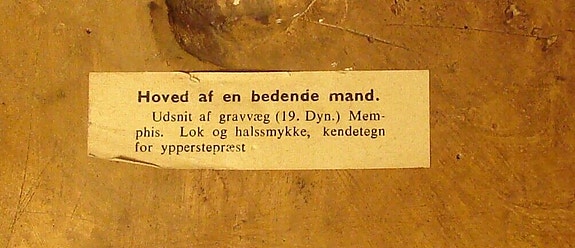 Hoved af en bedende mand.
Udsnit af gravvæg (19. Dyn.) Mem-
phis. Lok og halssmykke, kendetegn
for ypperstepræst